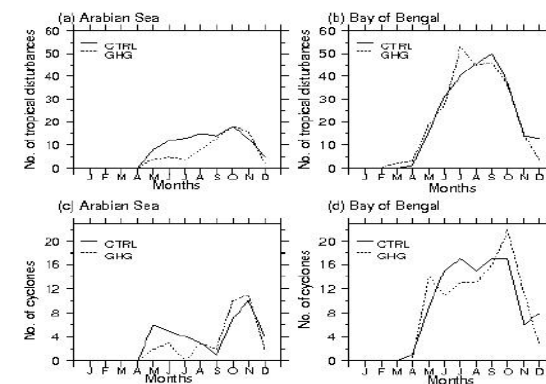 (a) Arabian Sea
60
50
40
30
20
10
0
No. of tropical disturbances
CTRL
GHG
J F M A M J J A S O N D
Months
(b) Bay of Bengal
60
50
40
30
20
10
0
No. of tropical disturbances
CTRL
GHG
J F M A M J J A S O N D
Months
(c) Arabian Sea
20
16
12
8
4
0
No. of cyclones
CTRL
GHG
J F M A M J J A S O N D
Months
(d) Bay of Bengal
20
16
12
8
4
0
No. of cyclones
CTRL
GHG
J F M A M J J A S O N D
Months